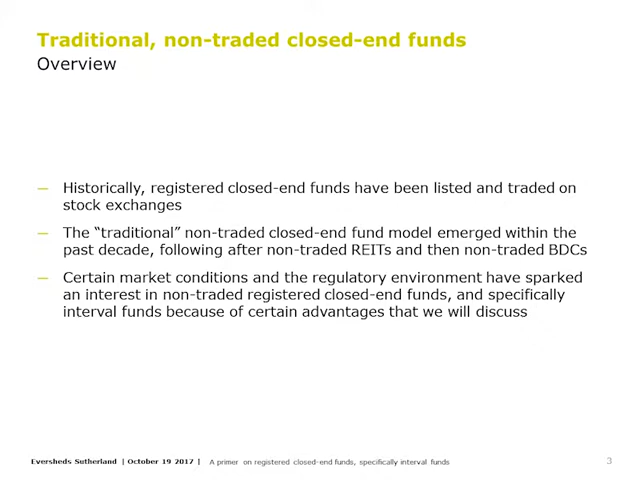 Traditional, non-traded closed-end funds
Overview
— Historically, registered closed-end funds have been listed and traded on
stock exchanges
— The “traditional” non-traded closed-end fund model emerged within the
past decade, following after non-traded REITs and then non-traded BDCs
— Certain market conditions and the regulatory environment have sparked
an interest in non-traded registered closed-end funds, and specifically
interval funds because of certain advantages that we will discuss
Eversheds Sutherland | October 19 2017 | A primer on registered closed-end funds, specifically interval funds 3